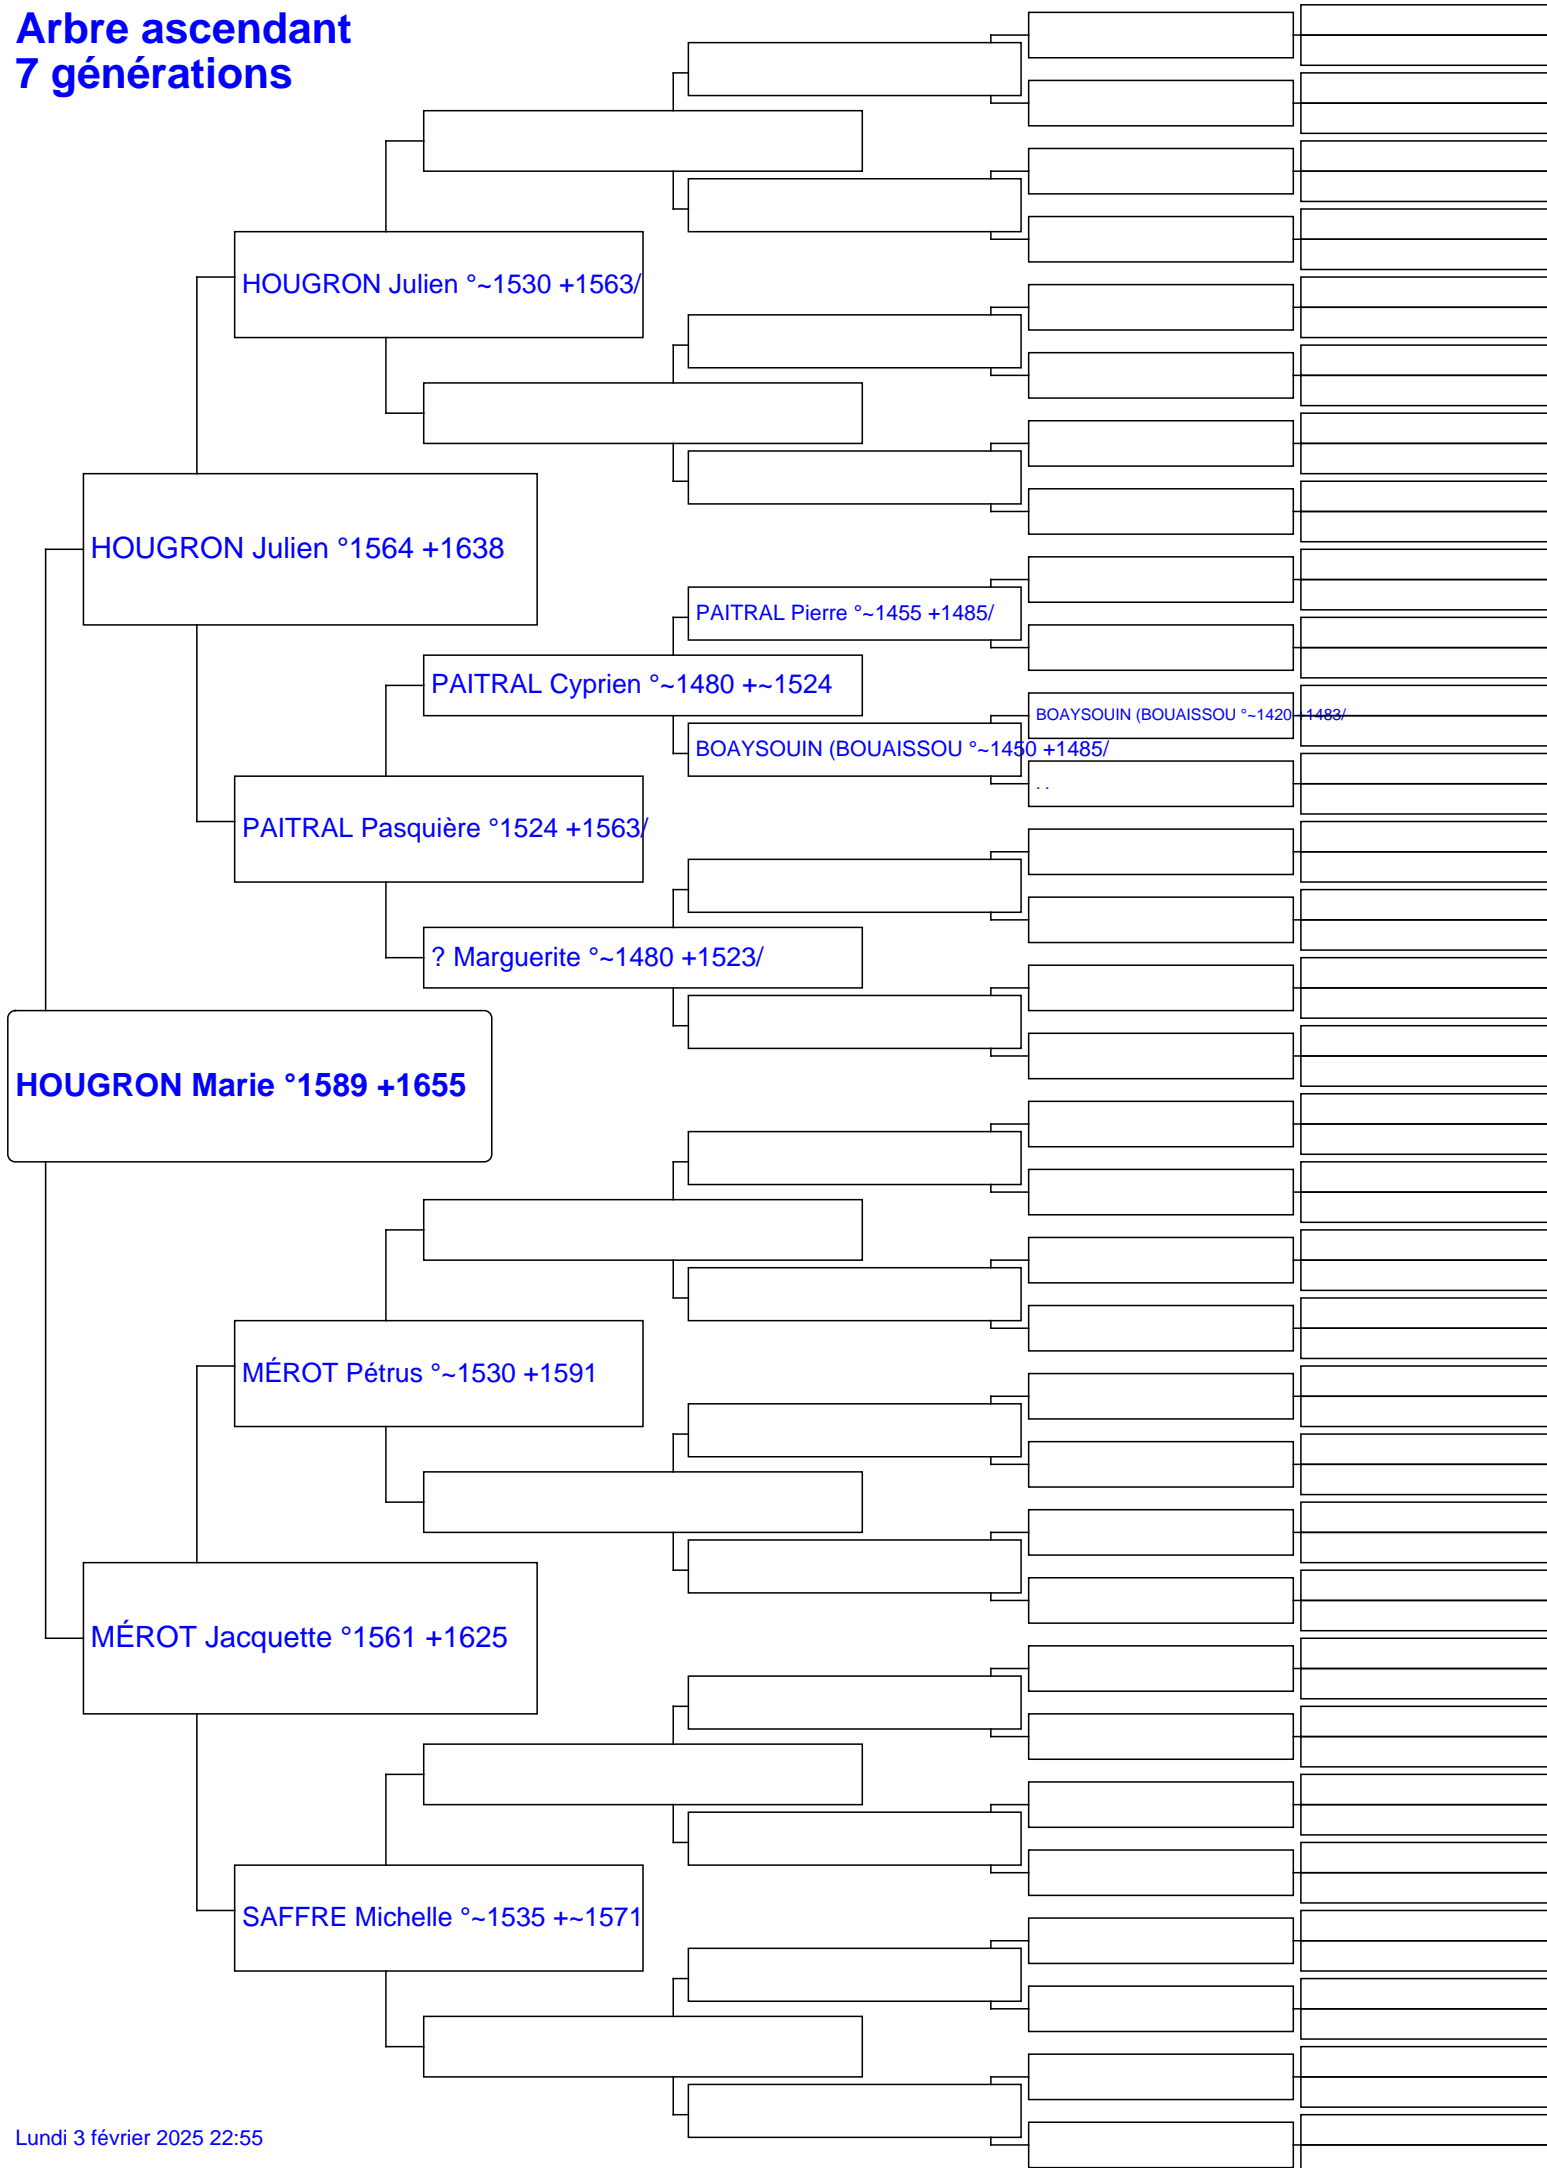 Arbre ascendant
7 générations
HOUGRON Julien °~1530 +1563/
HOUGRON Julien °1564 +1638
PAITRAL Pierre °~1455 +1485/
PAITRAL Cyprien °~1480 +~1524
BOAYSOUIN (BOUAISSOU °~1420 +1483/
BOAYSOUIN (BOUAISSOU °~1450 +1485/
. .
PAITRAL Pasquière °1524 +1563/
? Marguerite °~1480 +1523/
HOUGRON Marie °1589 +1655
MÉROT Pétrus °~1530 +1591
MÉROT Jacquette °1561 +1625
SAFFRE Michelle °~1535 +~1571
Lundi 3 février 2025 22:55